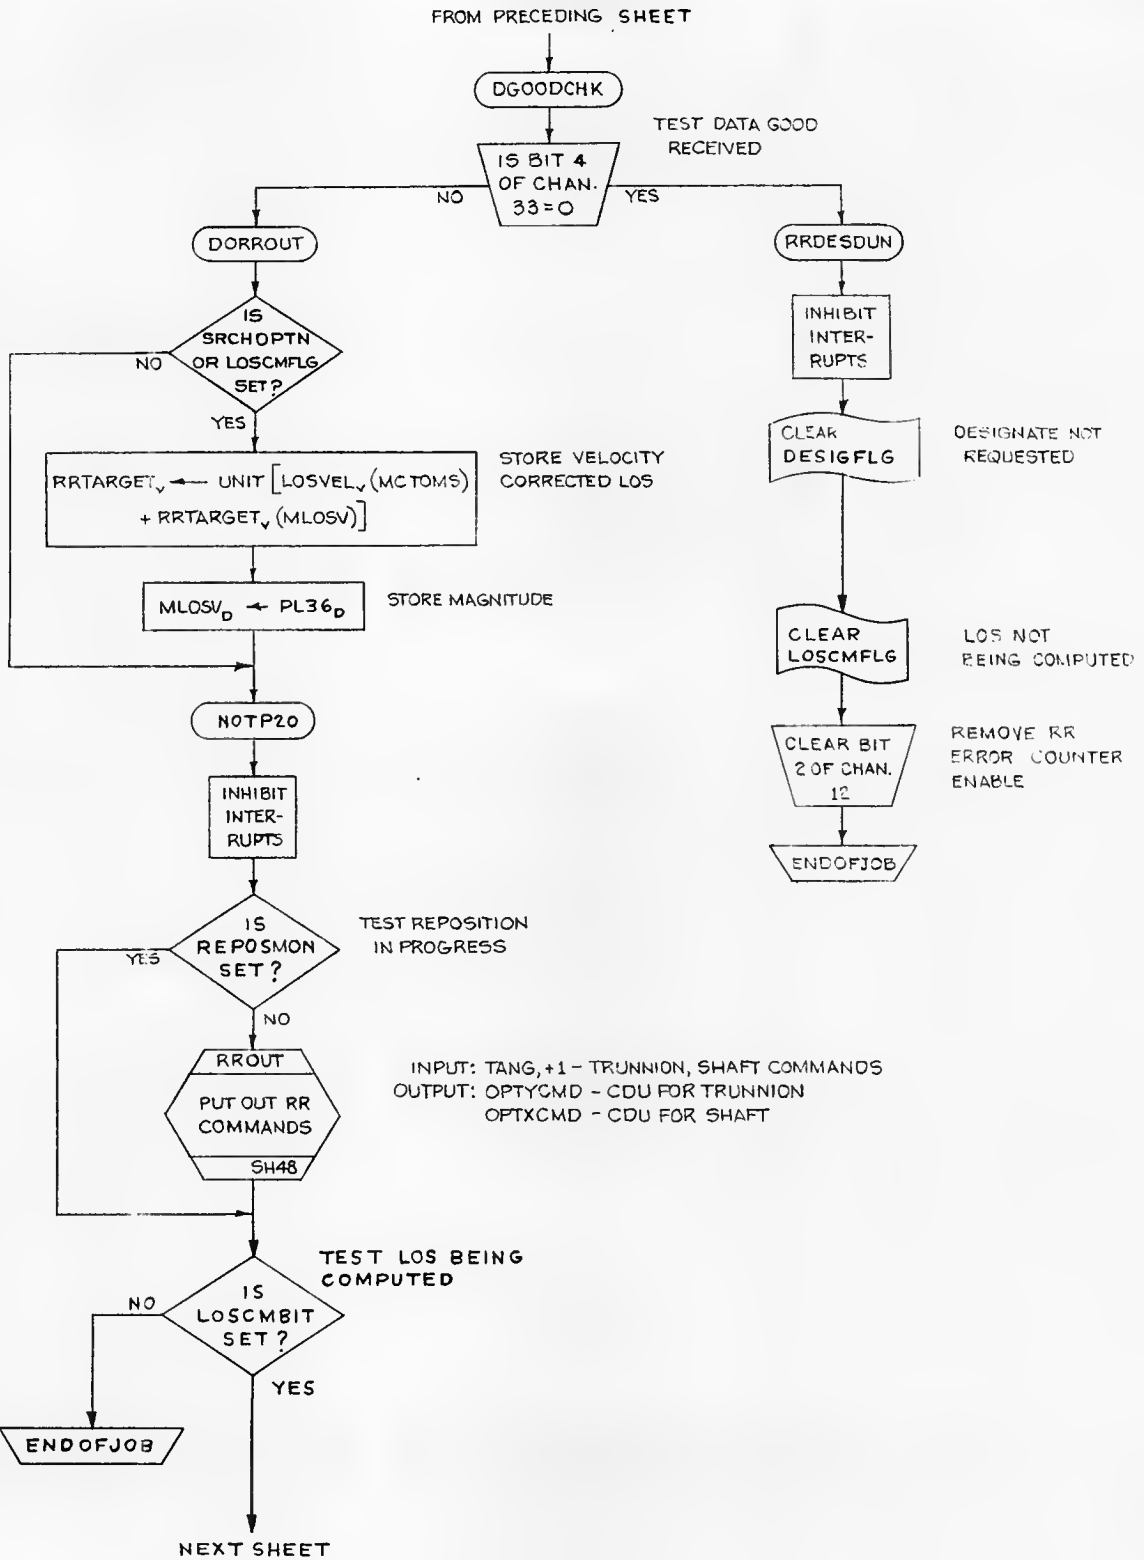 FROM PRECEDING SHEET
DGOODCHK
TEST DATA GOOD
RECEIVED
IS BIT 4
OF CHAN.
33=0
NO
YES
DORROUT
IS
SRCHOPTN
OR LOSCMFLG
SET?
NO
YES
RRTARGETᵥ ← UNIT [LOSVELᵥ (MCTOMS)
+ RRTARGETᵥ (MLOSV)]
STORE VELOCITY
CORRECTED LOS
MLOSV_D ← PL36_D
STORE MAGNITUDE
NOTP20
INHIBIT
INTER-
RUPTS
IS
REPOSMON
SET?
YES
NO
TEST REPOSITION
IN PROGRESS
RROUT
PUT OUT RR
COMMANDS
SH48
INPUT: TANG,+1 - TRUNNION, SHAFT COMMANDS
OUTPUT: OPTYCMD - CDU FOR TRUNNION
OPTXCMD - CDU FOR SHAFT
TEST LOS BEING
COMPUTED
IS
LOSCMBIT
SET?
NO
YES
ENDOFJOB
NEXT SHEET
RRDESDUN
INHIBIT
INTER-
RUPTS
CLEAR
DESIGFLG
DESIGNATE NOT
REQUESTED
CLEAR
LOSCMFLG
LOS NOT
BEING COMPUTED
CLEAR BIT
2 OF CHAN.
12
REMOVE RR
ERROR COUNTER
ENABLE
ENDOFJOB